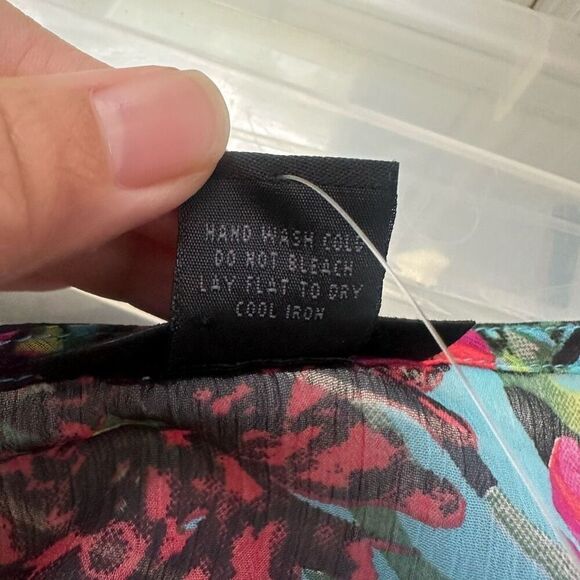 HAND WASH COLD
DO NOT BLEACH
LAY FLAT TO DRY
COOL IRON